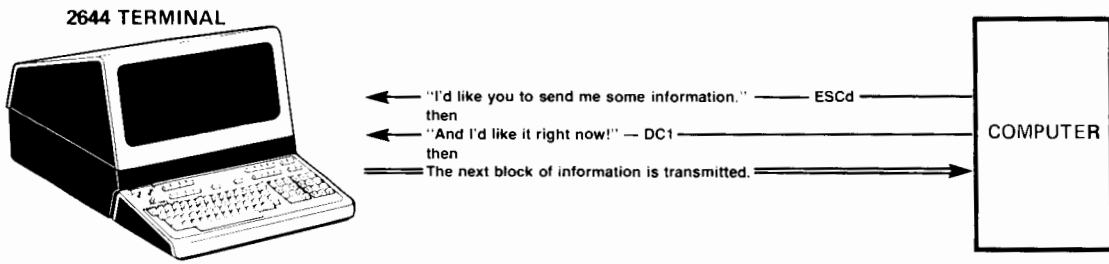 2644 TERMINAL
"I'd like you to send me some information." — ESCd
then
"And I'd like it right now!" — DC1
then
The next block of information is transmitted.
COMPUTER